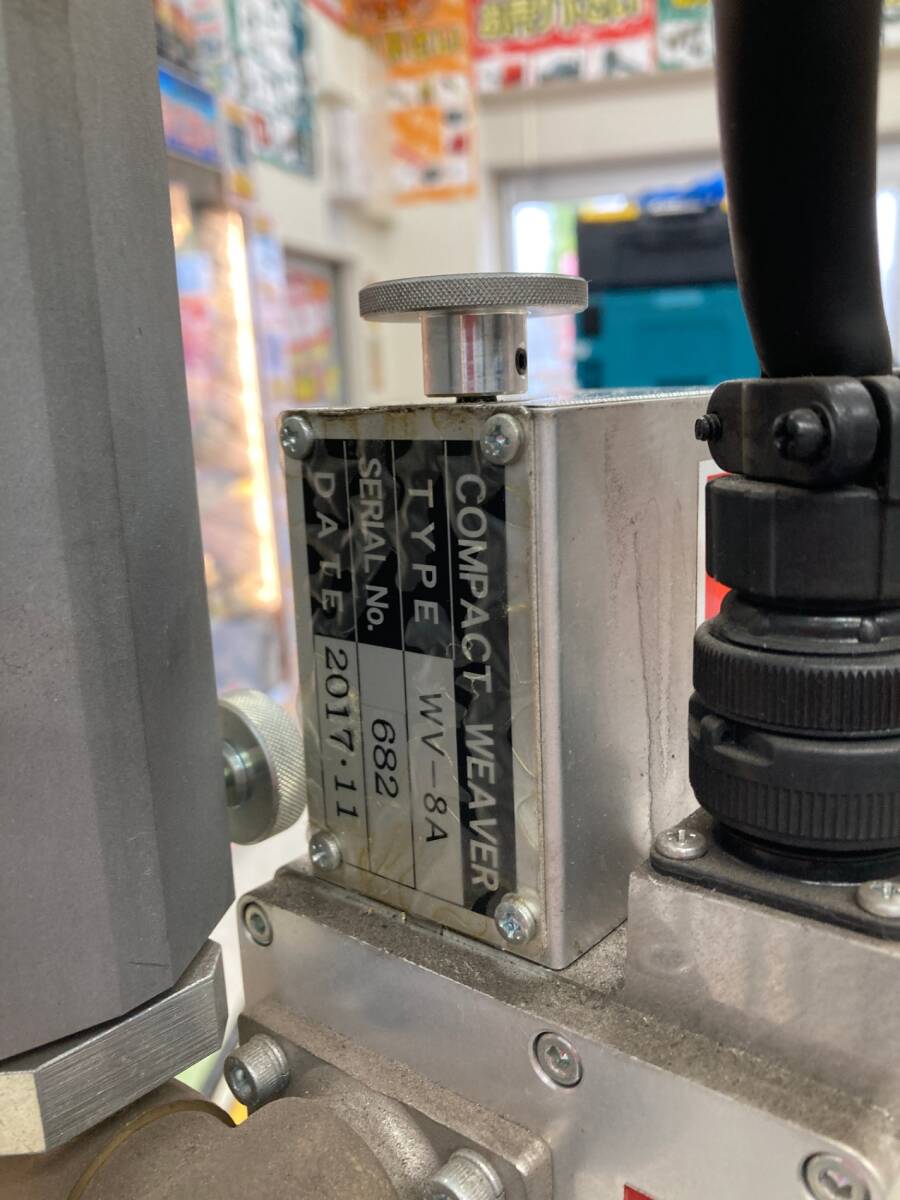 COMPACT WEAVER
TYPE WV-8A
SERIAL No. 682
DATE 2017·11